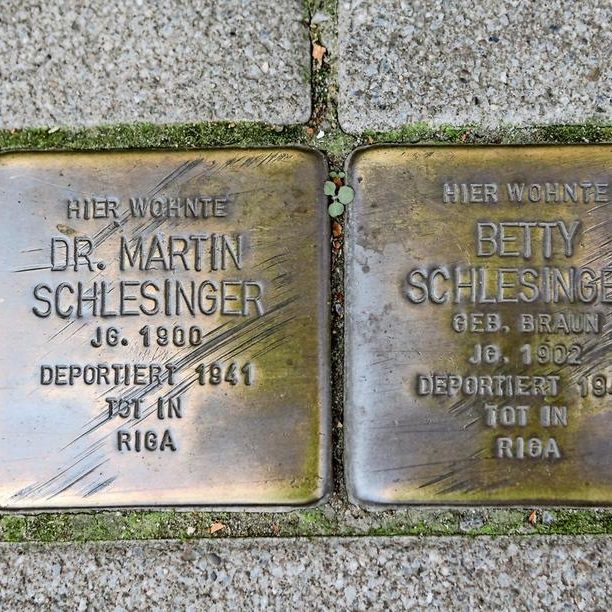 HIER WOHNTE
DR. MARTIN
SCHLESINGER
JG. 1900
DEPORTIERT 1941
TOT IN
RIGA
HIER WOHNTE
BETTY
SCHLESINGE
GEB. BRAUN
JG. 1902
DEPORTIERT
TOT IN
RIGA